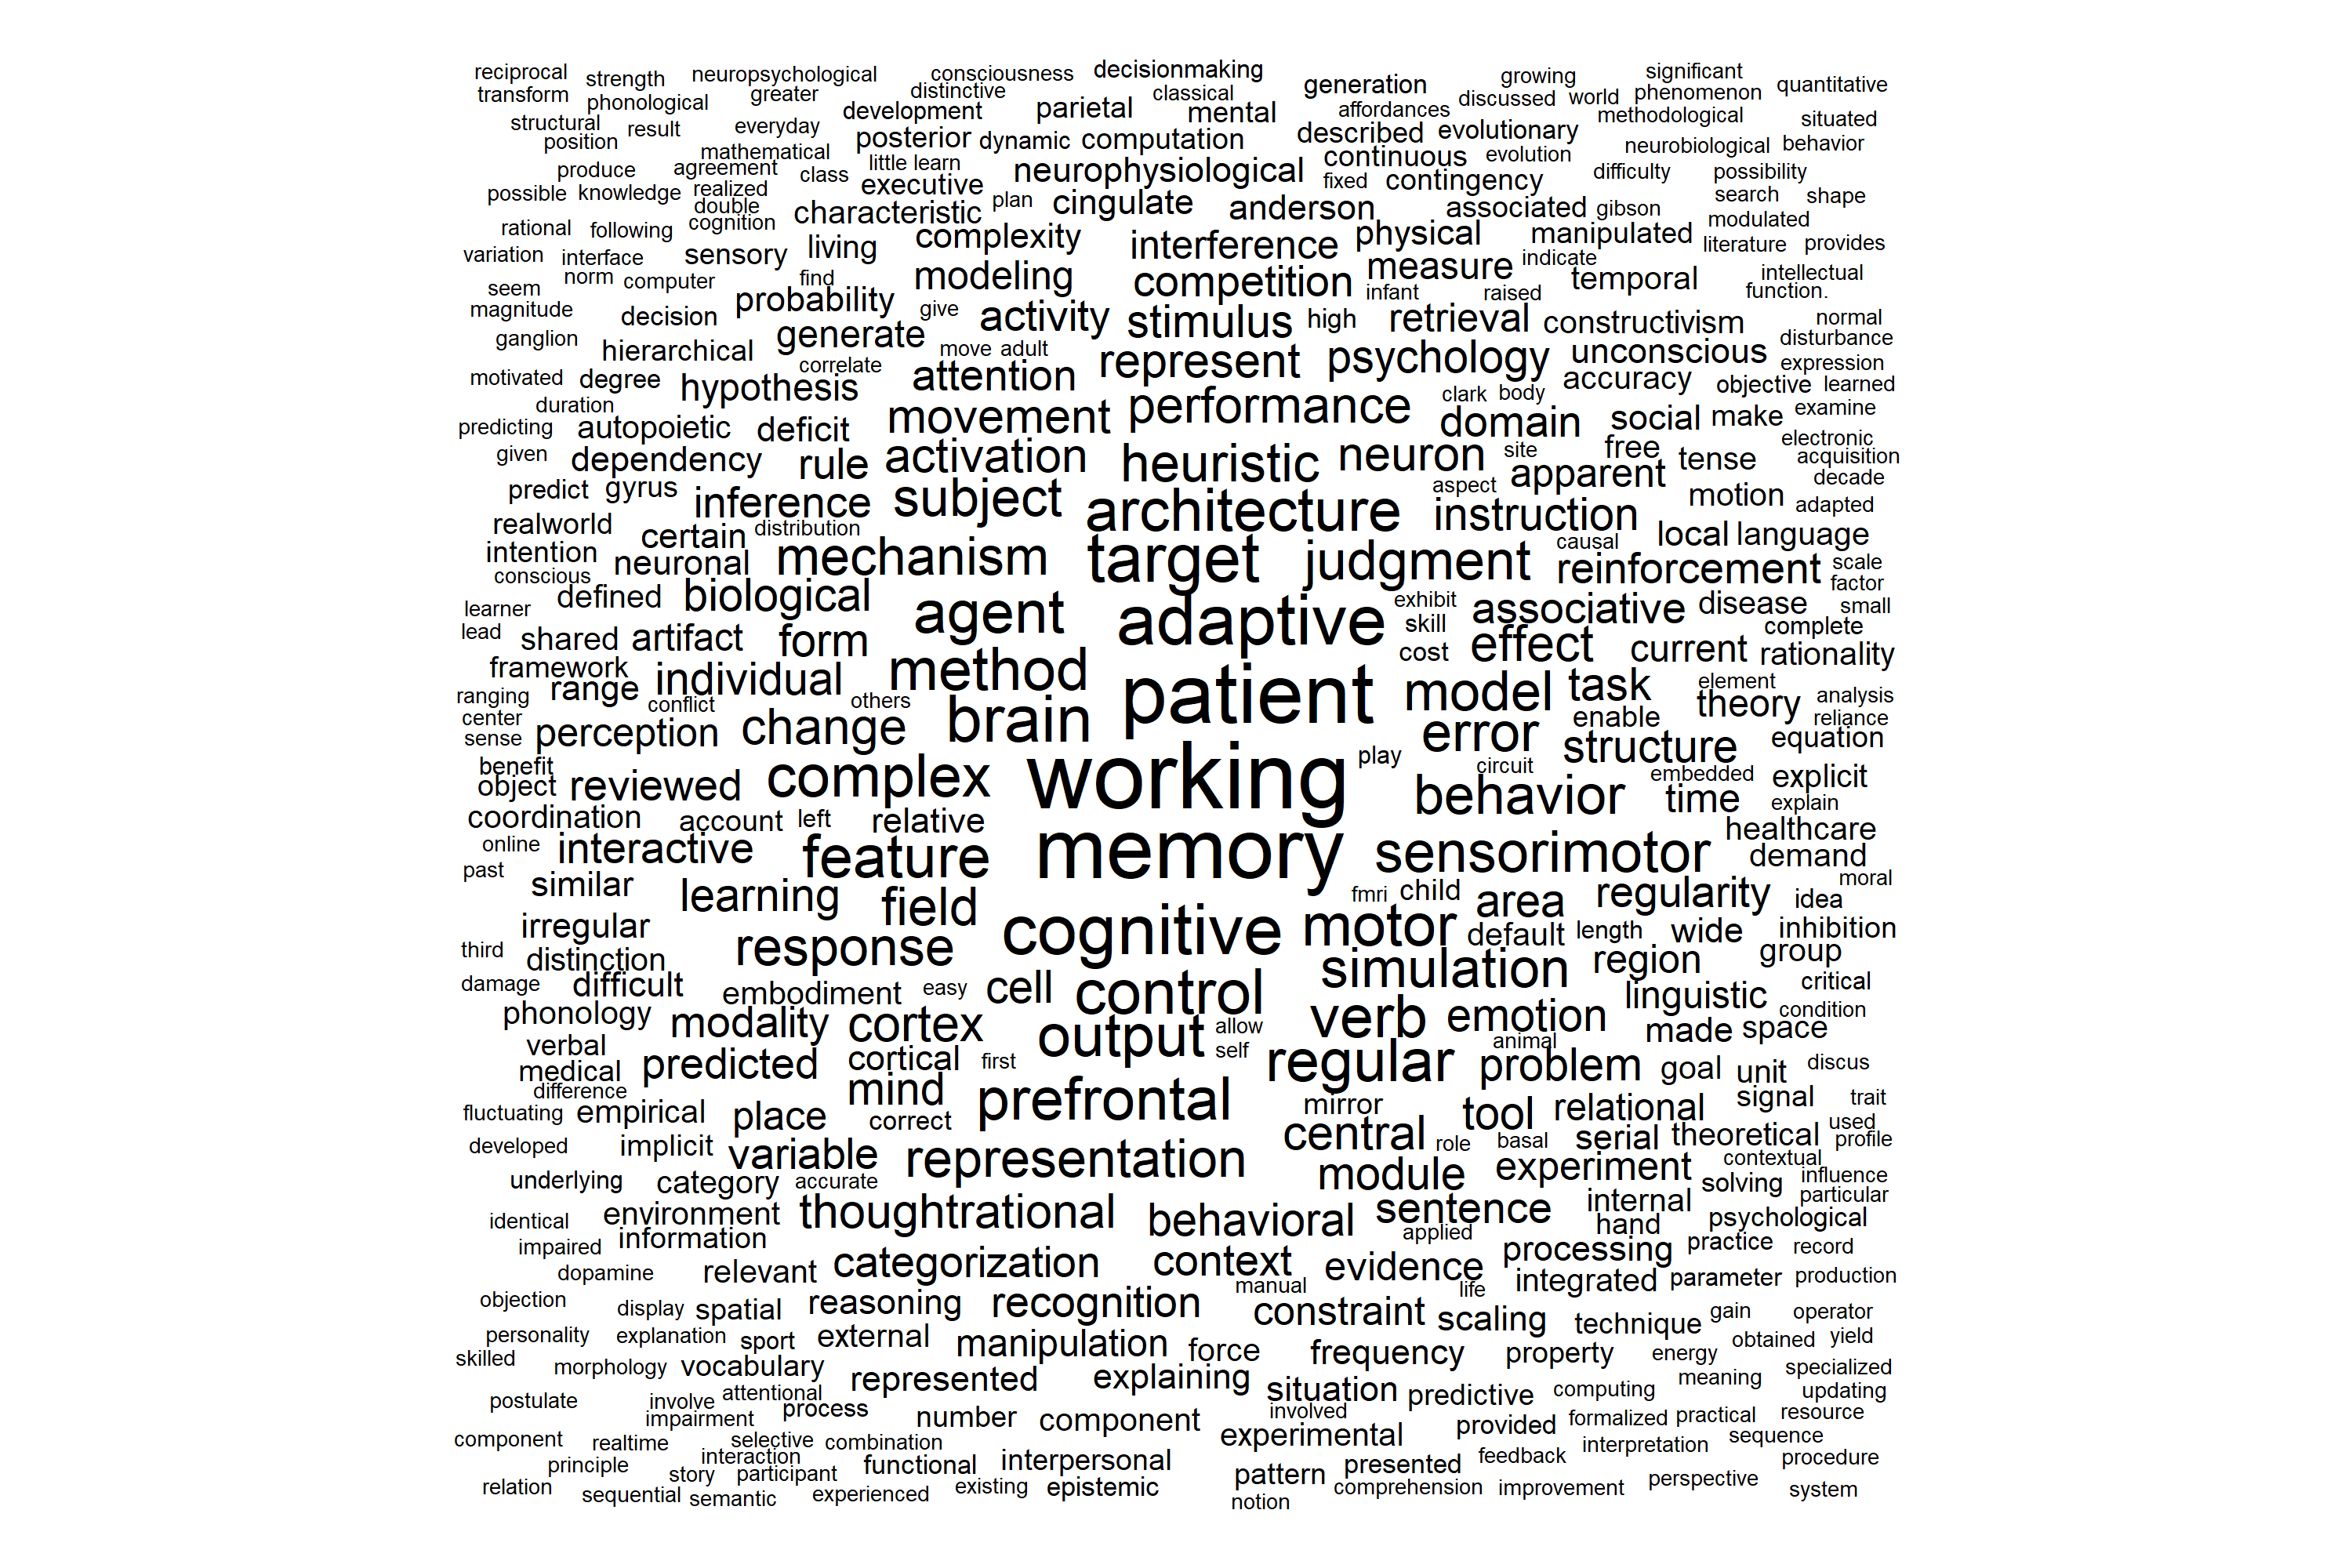 reciprocal strength neuropsychological consciousness decisionmaking generation growing significant quantitative
transform phonological greater distinctive classical affordances discussed world phenomenon
structural result everyday development parietal mental methodological situated
position mathematical posterior dynamic computation described evolutionary neurobiological behavior
produce agreement class little learn neurophysiological continuous evolution difficulty possibility
possible knowledge realized executive plan cingulate fixed contingency search shape
double characteristic anderson associated gibson modulated
rational following cognition complexity interference physical manipulated literature provides
variation interface sensory living modeling competition measure indicate temporal intellectual
seem norm computer find infant raised function.
magnitude decision probability give activity stimulus high retrieval constructivism normal
ganglion hierarchical generate move adult represent psychology unconscious disturbance
motivated degree hypothesis correlate attention accuracy objective learned expression
duration movement performance clark body domain social make examine
predicting autopoietic deficit electronic
given dependency rule activation heuristic neuron site free tense acquisition
predict gyrus inference subject architecture aspect apparent motion decade adapted
realworld certain distribution instruction local language
intention neuronal mechanism target judgment causal reinforcement scale
conscious defined biological agent adaptive exhibit associative disease factor small
learner
lead shared artifact form skill effect current complete
framework method cost rationality
ranging range individual others patient model task element theory analysis
center conflict brain enable reliance
sense perception change error structure equation
benefit complex working play circuit embedded explicit
object reviewed behavior time explain
coordination account left relative healthcare
online interactive feature memory sensorimotor demand
past similar learning fmri child area regularity moral idea
irregular field cognitive motor default length wide inhibition
third distinction response region group
damage difficult embodiment easy cell control simulation linguistic critical condition
phonology modality cortex output allow verb emotion made space
verbal cortical first self animal
medical predicted regular problem goal unit discus
difference mind prefrontal mirror signal trait
fluctuating empirical place correct tool relational used
developed implicit variable representation central role basal serial theoretical profile
underlying category accurate module experiment contextual solving influence particular
identical environment thoughtrational behavioral sentence internal psychological
impaired information applied hand
dopamine relevant categorization context evidence processing practice record
manual life integrated parameter production
objection display spatial reasoning recognition constraint scaling technique gain operator
personality explanation sport external manipulation force frequency property energy obtained yield
skilled morphology vocabulary represented explaining situation predictive computing meaning specialized
postulate involve attentional process number component involved experimental provided formalized practical resource updating
impairment
component realtime selective combination interpretation sequence
principle interaction functional interpersonal pattern presented feedback procedure
relation story participant experienced existing epistemic comprehension improvement perspective system
sequential semantic notion